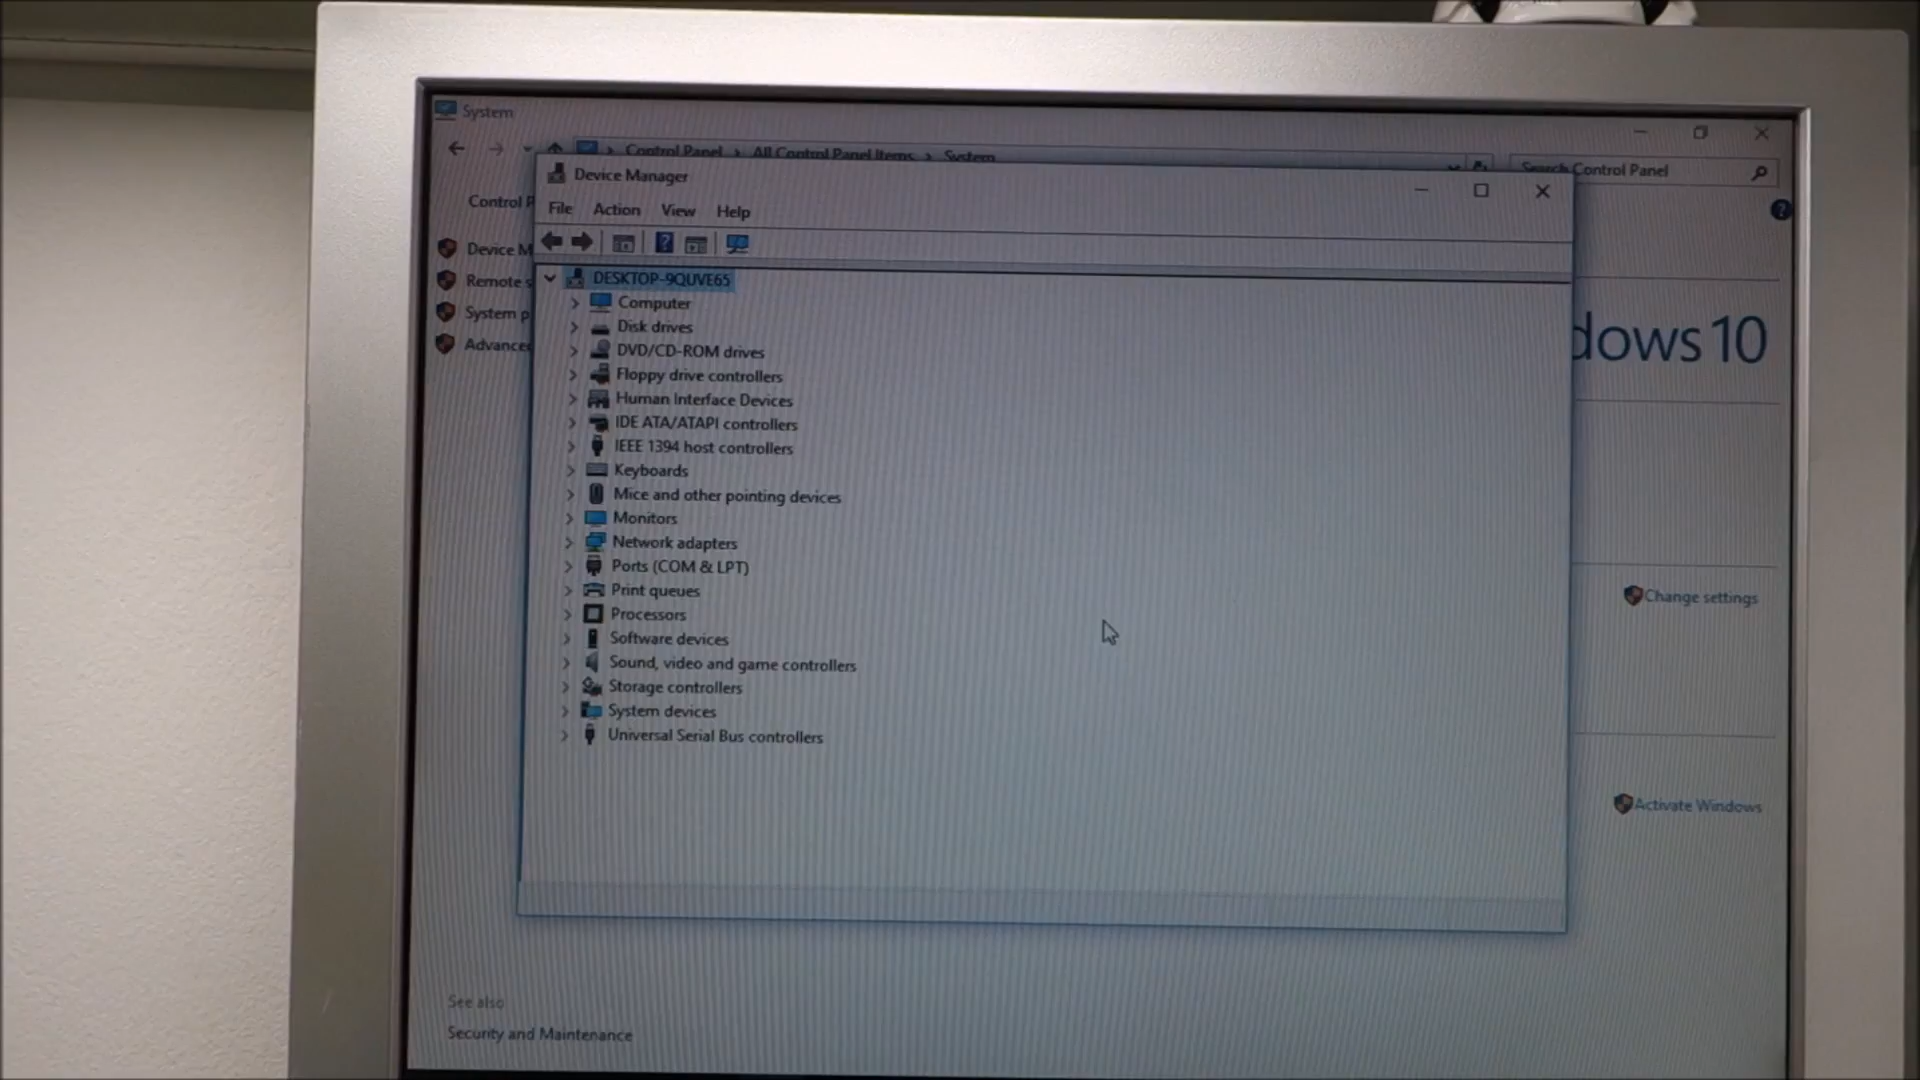 System
Control Panel > All Control Panel Items > System
Search Control Panel
Device Manager
Control P
File Action View Help
Device M
Remote s
System p
Advanced
DESKTOP-9QUVE65
Computer
Disk drives
DVD/CD-ROM drives
Floppy drive controllers
Human Interface Devices
IDE ATA/ATAPI controllers
IEEE 1394 host controllers
Keyboards
Mice and other pointing devices
Monitors
Network adapters
Ports (COM & LPT)
Print queues
Processors
Software devices
Sound, video and game controllers
Storage controllers
System devices
Universal Serial Bus controllers
dows 10
Change settings
Activate Windows
See also
Security and Maintenance